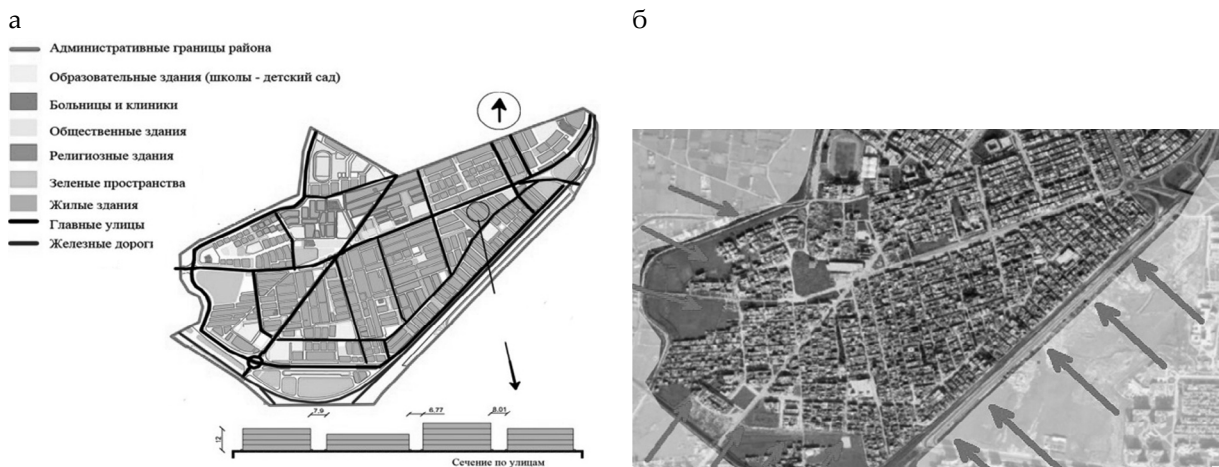 а
Административные границы района
Образовательные здания (школы - детский сад)
Больницы и клиники
Общественные здания
Религиозные здания
Зеленые пространства
Жилые здания
Главные улицы
Железные дорогі
7.9
6.77
8.01
12
Сечение по улицам
б